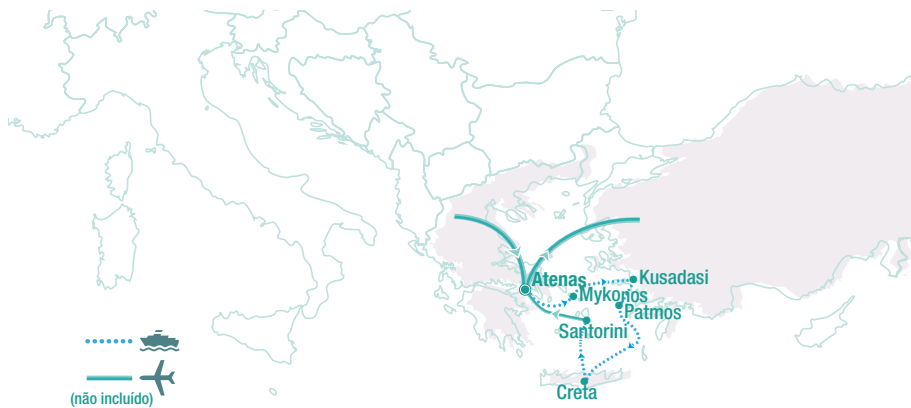 Atenas
Kusadasi
Mykonos
Patmos
Santorini
Creta
(não incluído)